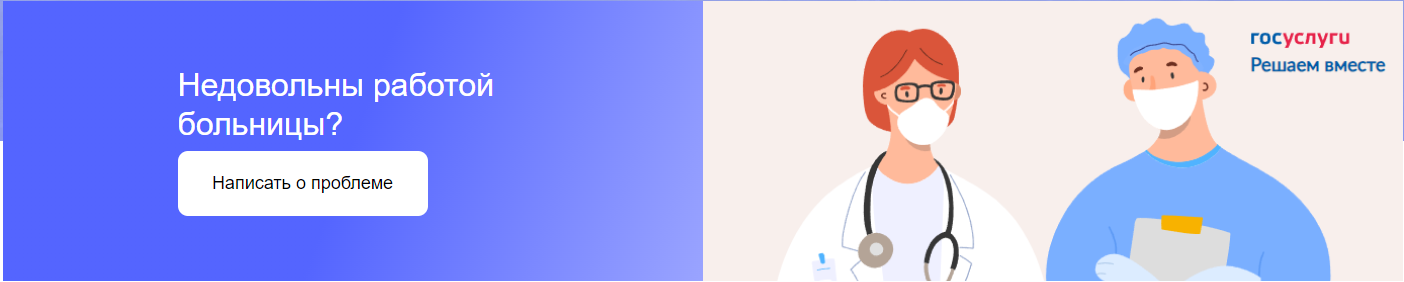 Недовольны работой
больницы?
Написать о проблеме
госуслуги
Решаем вместе